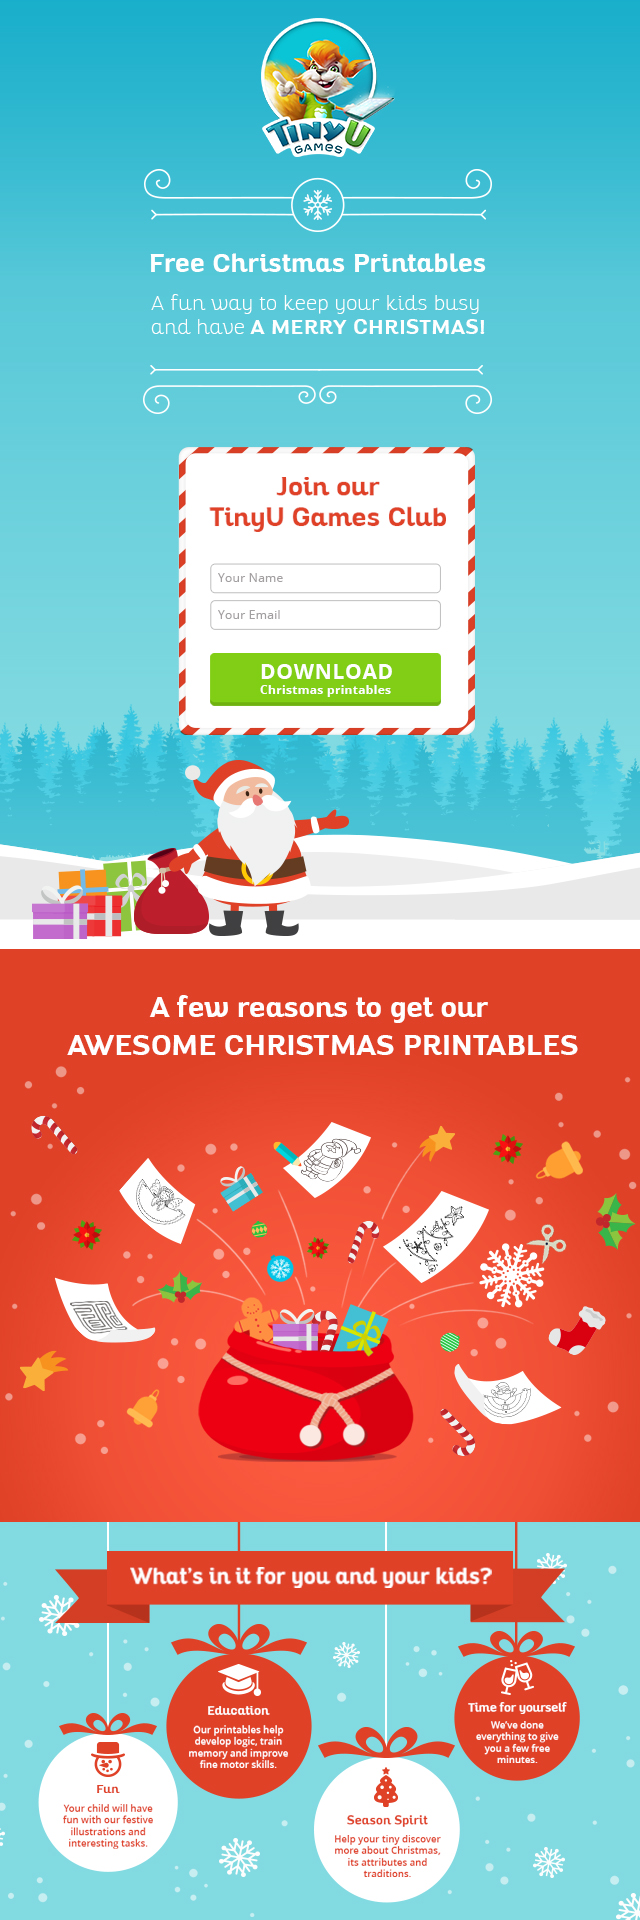 TINYU
GAMES
Free Christmas Printables
A fun way to keep your kids busy
and have A MERRY CHRISTMAS!
Join our
TinyU Games Club
Your Name
Your Email
DOWNLOAD
Christmas printables
A few reasons to get our
AWESOME CHRISTMAS PRINTABLES
What's in it for you and your kids?
Education
Our printables help
develop logic, train
memory and improve
fine motor skills.
Time for yourself
We've done
everything to give
you a few free
minutes.
Fun
Your child will have
fun with our festive
illustrations and
interesting tasks.
Season Spirit
Help your tiny discover
more about Christmas,
its attributes and
traditions.